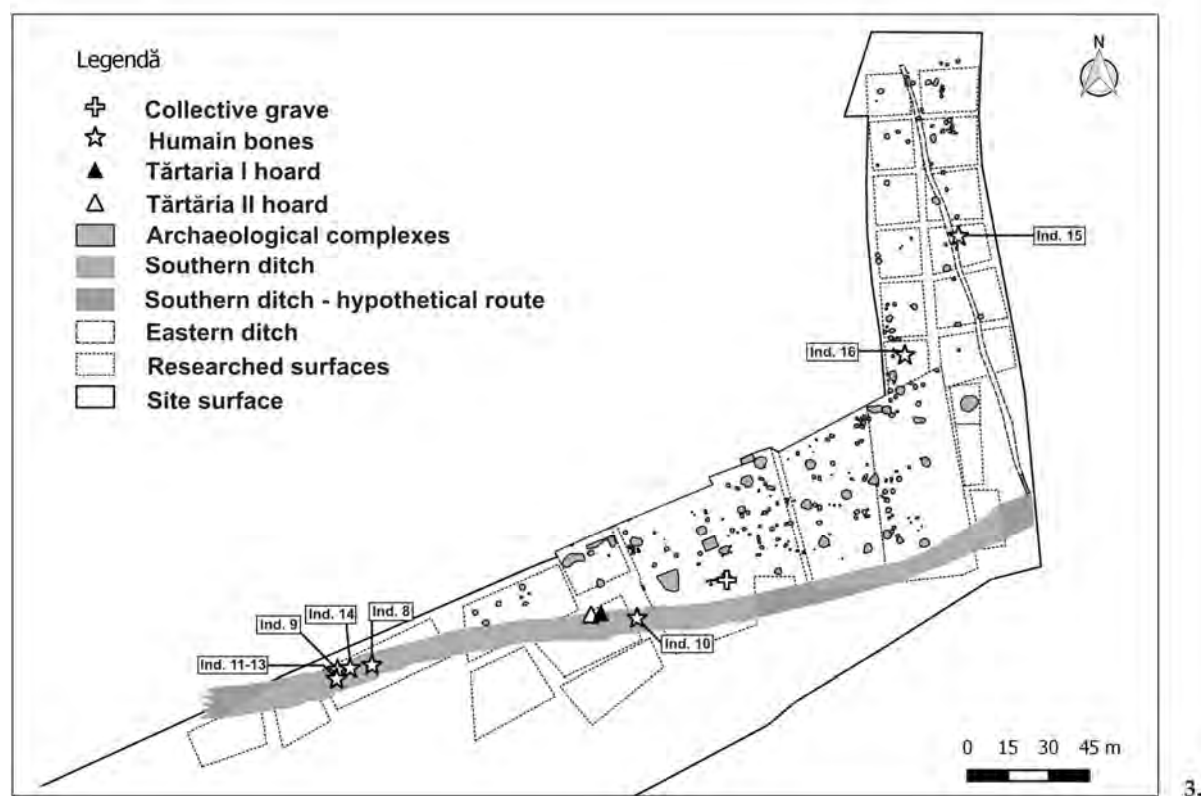 Legendă
Collective grave
Humain bones
Tărtaria I hoard
Tărtăria II hoard
Archaeological complexes
Southern ditch
Southern ditch - hypothetical route
Eastern ditch
Researched surfaces
Site surface
N
Ind. 15
Ind. 16
Ind. 14
Ind. 8
Ind. 9
Ind. 10
Ind. 11-13
0 15 30 45 m
3.